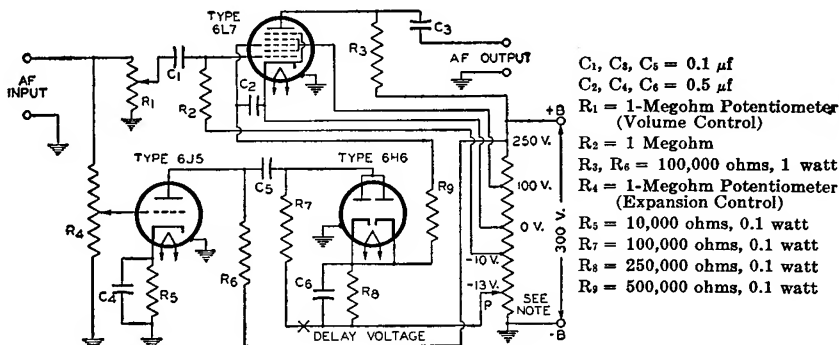 TYPE
6L7
C3
R3
AF OUTPUT
AF
INPUT
R1
C1
R2
C2
+B
250 V.
100 V.
0 V.
300 V.
-10 V.
-13 V.
P
SEE
NOTE
-B
TYPE 6J5
C5
TYPE 6H6
R9
R7
R4
C4
R5
R6
C6
R8
DELAY VOLTAGE
C1, C3, C5 = 0.1 μf
C2, C4, C6 = 0.5 μf
R1 = 1-Megohm Potentiometer
(Volume Control)
R2 = 1 Megohm
R3, R6 = 100,000 ohms, 1 watt
R4 = 1-Megohm Potentiometer
(Expansion Control)
R5 = 10,000 ohms, 0.1 watt
R7 = 100,000 ohms, 0.1 watt
R8 = 250,000 ohms, 0.1 watt
R9 = 500,000 ohms, 0.1 watt